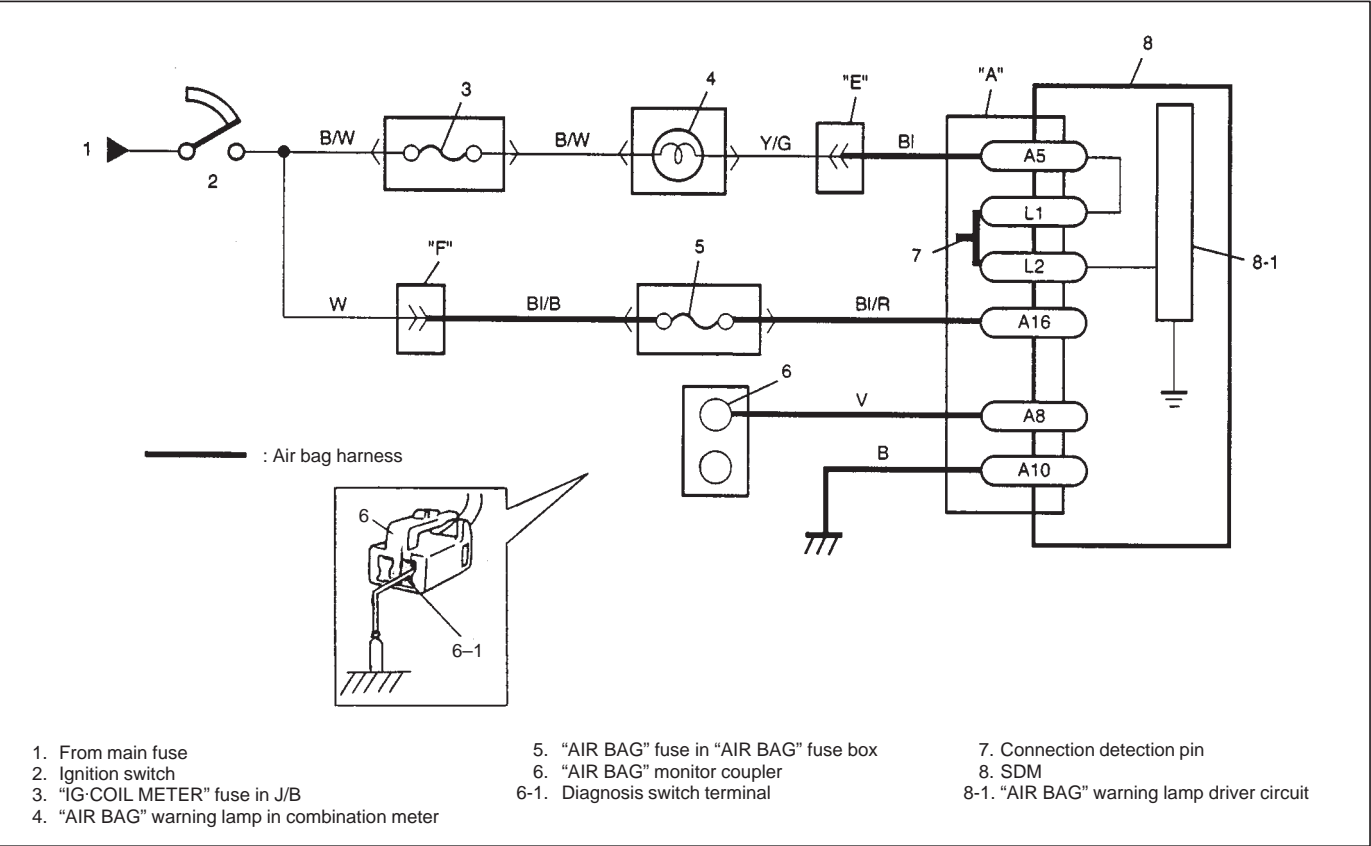 8
3
4
"E"
"A"
1
B/W
B/W
Y/G
Bl
A5
2
L1
7
"F"
5
L2
8-1
W
Bl/B
Bl/R
A16
6
V
A8
: Air bag harness
B
A10
6
6–1
1. From main fuse
2. Ignition switch
3. “IG·COIL METER” fuse in J/B
4. “AIR BAG” warning lamp in combination meter
5. “AIR BAG” fuse in “AIR BAG” fuse box
6. “AIR BAG” monitor coupler
6-1. Diagnosis switch terminal
7. Connection detection pin
8. SDM
8-1. “AIR BAG” warning lamp driver circuit